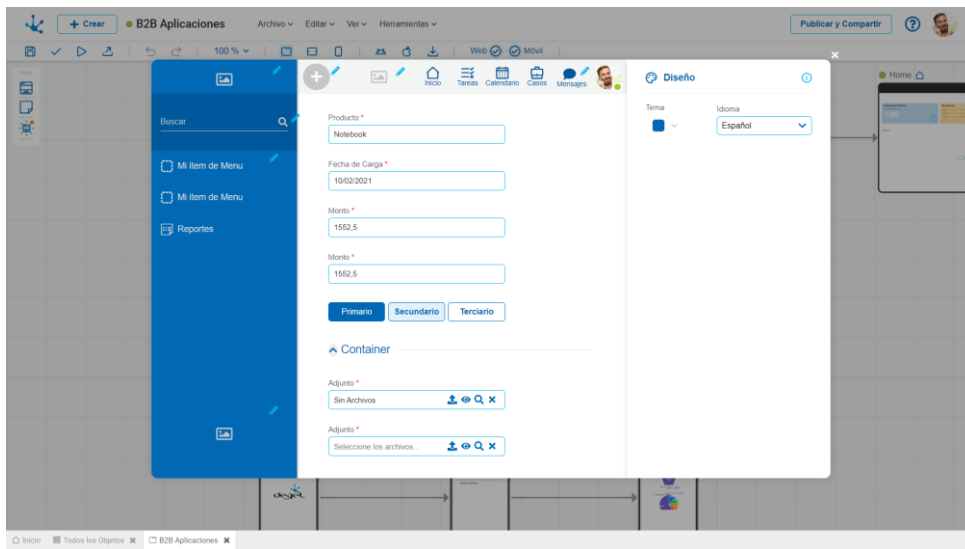 + Crear
B2B Aplicaciones
Archivo Editar Ver Herramientas
Publicar y Compartir
100 %
Web Móvil
Inicio Tareas Calendario Casos Mensajes
Diseño
Home
Buscar
Mi item de Menu
Mi item de Menu
Reportes
Producto *
Notebook
Fecha de Carga *
10/02/2021
Monto *
1552,5
Monto *
1552,5
Primario Secundario Terciario
Container
Adjunto *
Sin Archivos
Adjunto *
Seleccione los archivos...
Tema
Idioma
Español
100
deyel
Inicio Todos los Objetos B2B Aplicaciones